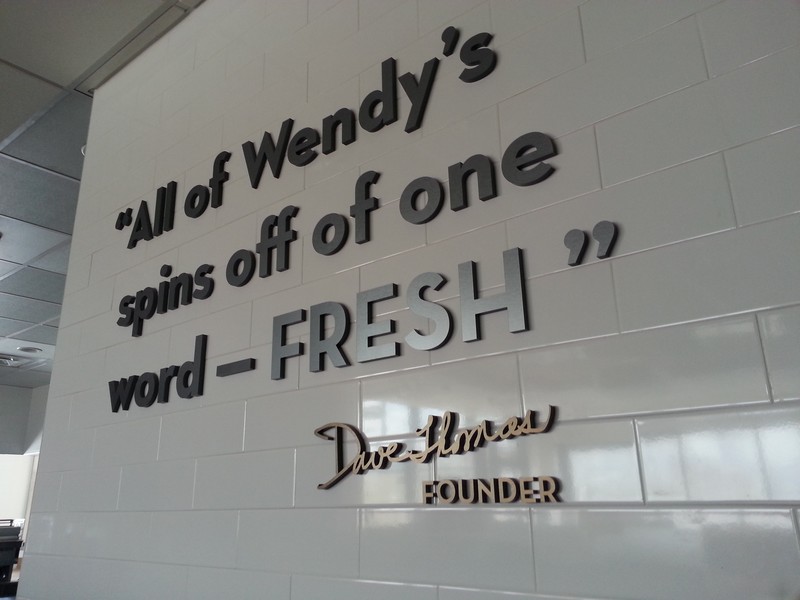 “All of Wendy’s
spins off of one
word – FRESH ”
Dave Thomas
FOUNDER